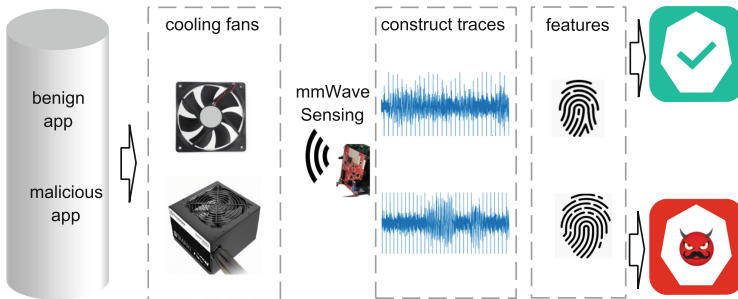 cooling fans
construct traces
features
benign
app
mmWave
Sensing
malicious
app